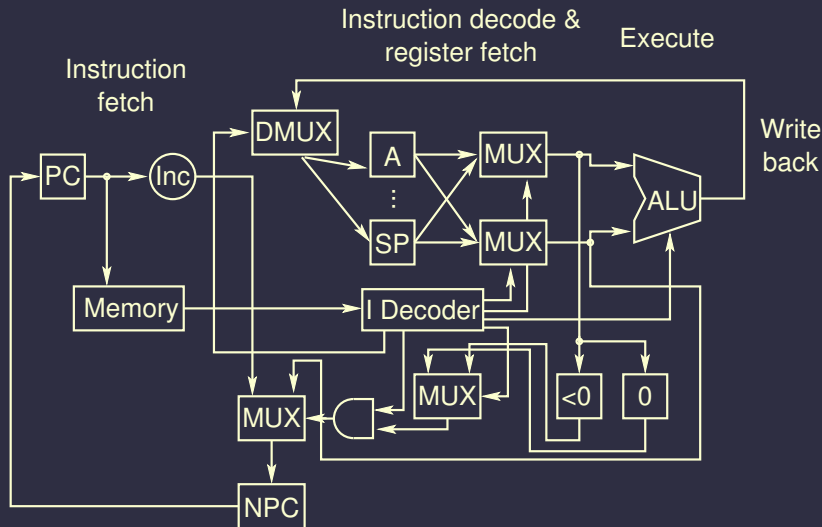 Instruction decode &
register fetch
Execute
Instruction
fetch
Write
back
DMUX
A
MUX
PC
Inc
ALU
⋮
SP
MUX
Memory
I Decoder
MUX
MUX
<0
0
NPC